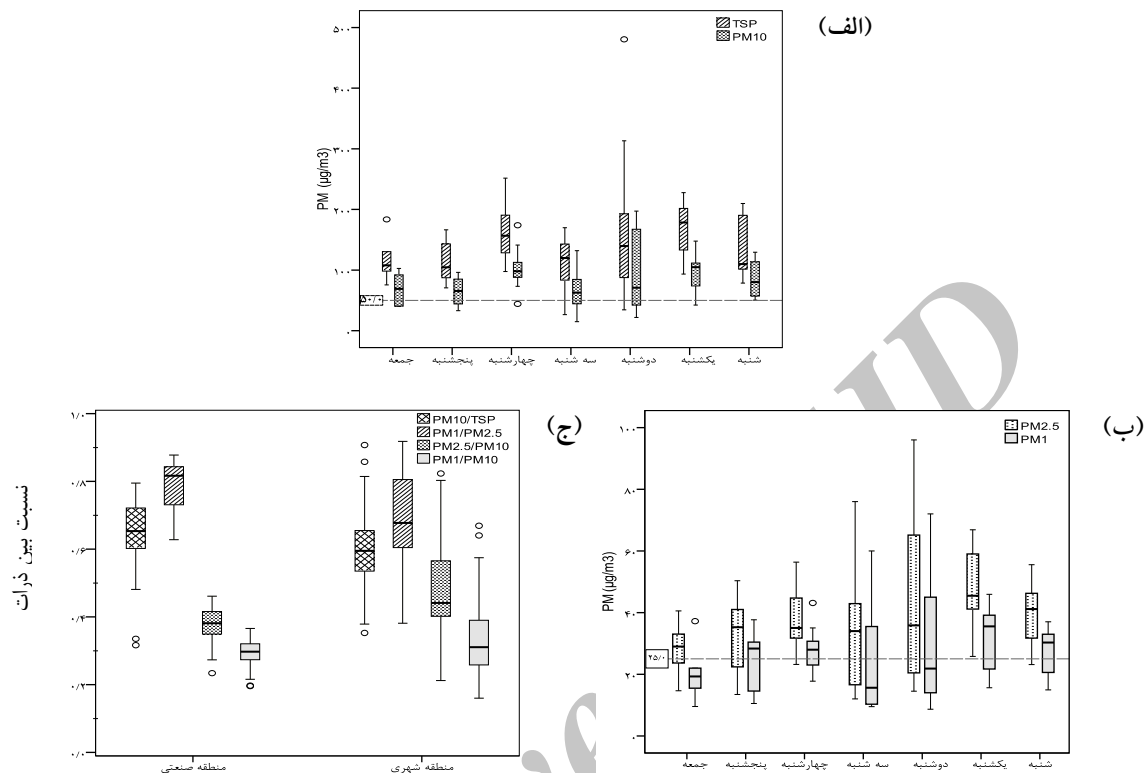 (الف)
TSP
PM10
PM (µg/m3)
۵۰۰
۴۰۰
۳۰۰
۲۰۰
۱۰۰
۵۰/۰
۰
جمعه پنجشنبه چهارشنبه سه شنبه دوشنبه یکشنبه شنبه
(ب)
PM2.5
PM1
PM (µg/m3)
۱۰۰
۸۰
۶۰
۴۰
۲۵/۰
۲۰
۰
جمعه پنجشنبه چهارشنبه سه شنبه دوشنبه یکشنبه شنبه
(ج)
PM10/TSP
PM1/PM2.5
PM2.5/PM10
PM1/PM10
نسبت بین ذرات
۱/۰
۰/۸
۰/۶
۰/۴
۰/۲
۰/۰
منطقه صنعتی منطقه شهری